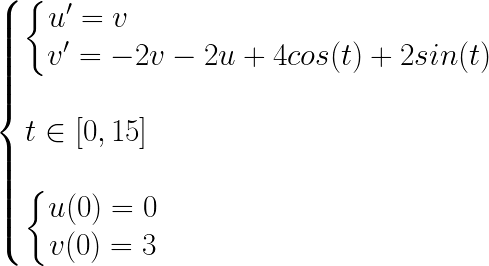 u′ = v
v′ = −2v − 2u + 4cos(t) + 2sin(t)
t ∈ [0, 15]
u(0) = 0
v(0) = 3